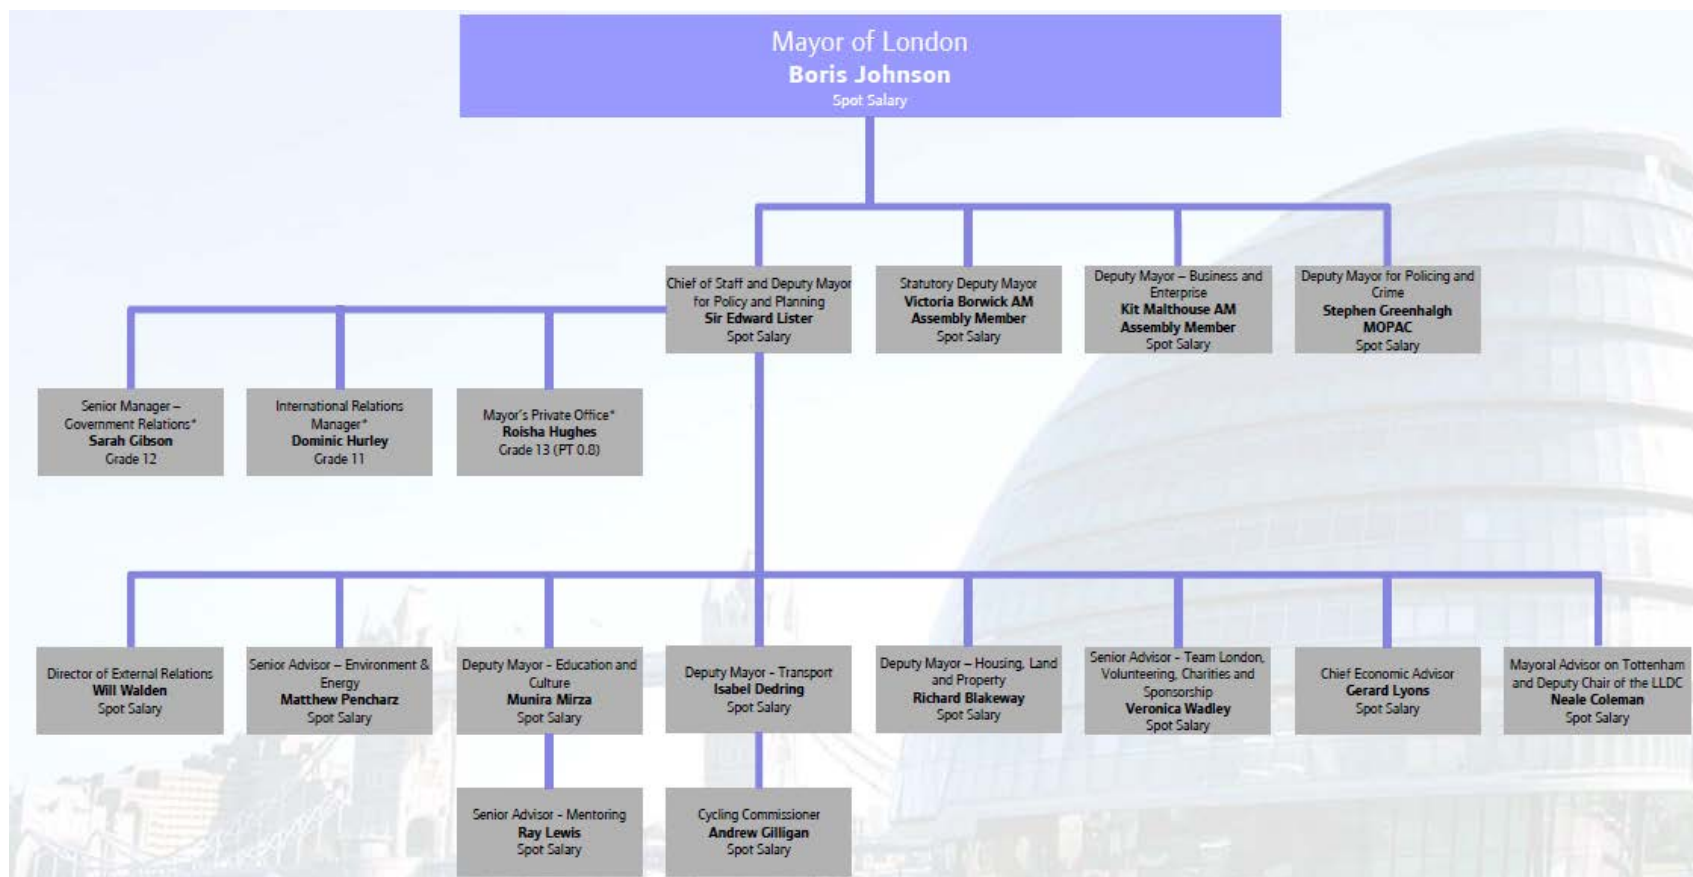 Mayor of London
Boris Johnson
Spot Salary
Chief of Staff and Deputy Mayor
for Policy and Planning
Sir Edward Lister
Spot Salary
Statutory Deputy Mayor
Victoria Borwick AM
Assembly Member
Spot Salary
Deputy Mayor – Business and
Enterprise
Kit Malthouse AM
Assembly Member
Spot Salary
Deputy Mayor for Policing and
Crime
Stephen Greenhalgh
MOPAC
Spot Salary
Senior Manager –
Government Relations*
Sarah Gibson
Grade 12
International Relations
Manager*
Dominic Hurley
Grade 11
Mayor's Private Office*
Roisha Hughes
Grade 13 (PT 0.8)
Director of External Relations
Will Walden
Spot Salary
Senior Advisor – Environment &
Energy
Matthew Pencharz
Spot Salary
Deputy Mayor - Education and
Culture
Munira Mirza
Spot Salary
Deputy Mayor - Transport
Isabel Dedring
Spot Salary
Deputy Mayor – Housing, Land
and Property
Richard Blakeway
Spot Salary
Senior Advisor - Team London,
Volunteering, Charities and
Sponsorship
Veronica Wadley
Spot Salary
Chief Economic Advisor
Gerard Lyons
Spot Salary
Mayoral Advisor on Tottenham
and Deputy Chair of the LLDC
Neale Coleman
Spot Salary
Senior Advisor - Mentoring
Ray Lewis
Spot Salary
Cycling Commissioner
Andrew Gilligan
Spot Salary